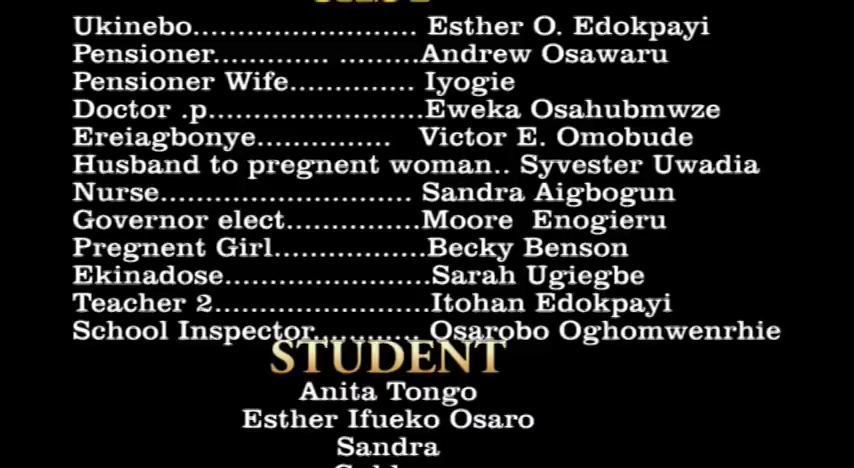 Ukinebo......................... Esther O. Edokpayi
Pensioner............. .........Andrew Osawaru
Pensioner Wife.............. Iyogie
Doctor .p........................Eweka Osahubmwze
Ereiagbonye............... Victor E. Omobude
Husband to pregnent woman.. Syvester Uwadia
Nurse............................ Sandra Aigbogun
Governor elect...............Moore Enogieru
Pregnent Girl.................Becky Benson
Ekinadose.......................Sarah Ugiegbe
Teacher 2........................Itohan Edokpayi
School Inspector............ Osarobo Oghomwenrhie
STUDENT
Anita Tongo
Esther Ifueko Osaro
Sandra